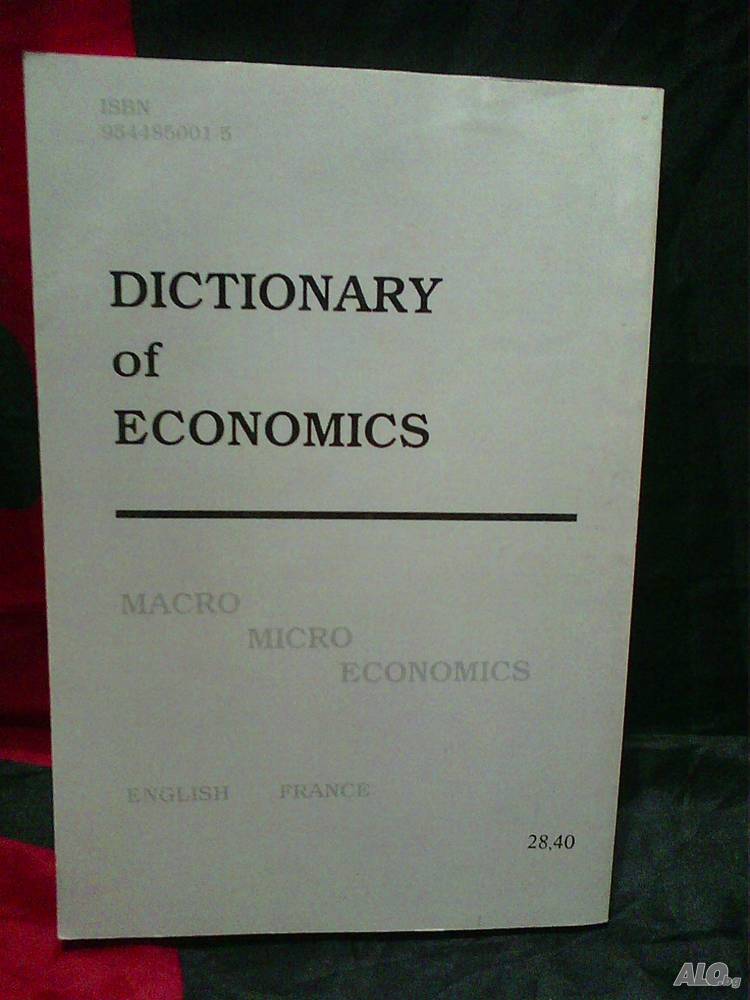 ISBN
954485001 5
DICTIONARY
of
ECONOMICS
MACRO
MICRO
ECONOMICS
ENGLISH FRANCE
28,40
ALO.bg